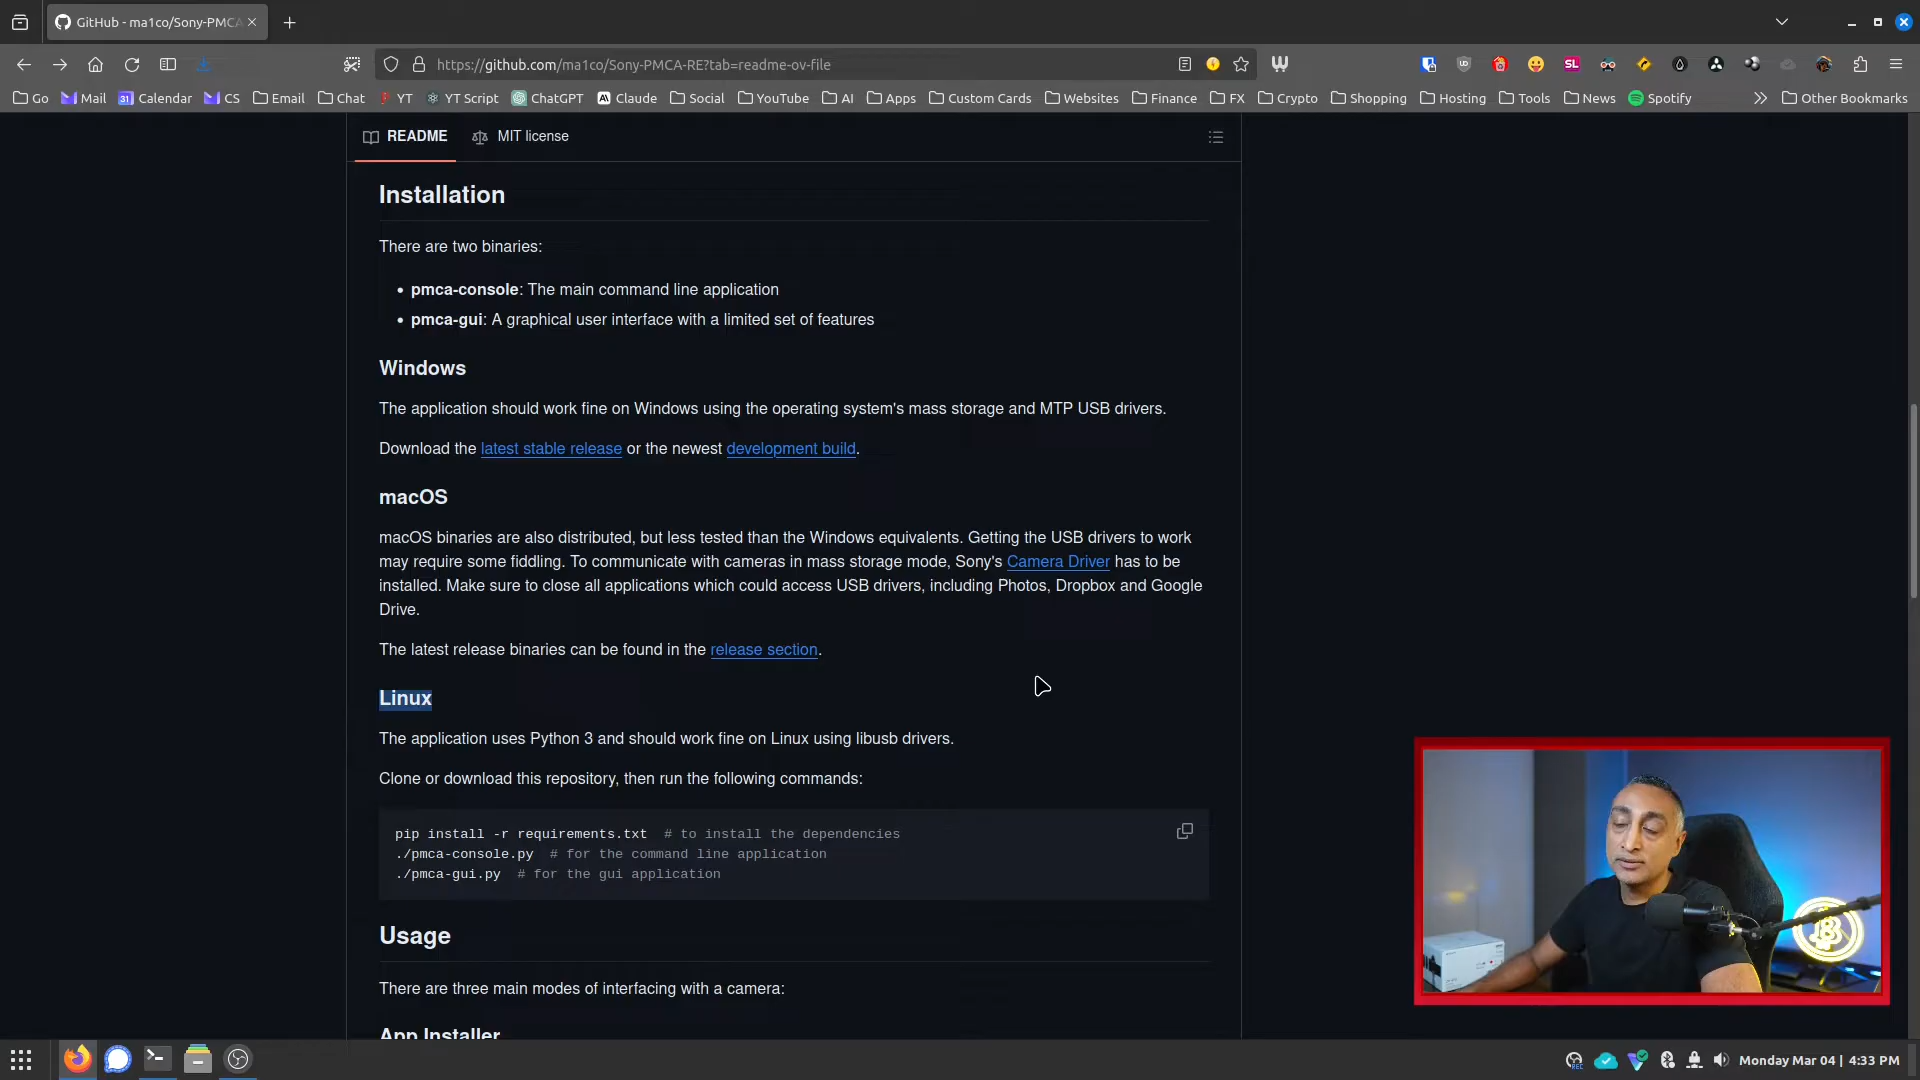 GitHub - ma1co/Sony-PMCA
https://github.com/ma1co/Sony-PMCA-RE?tab=readme-ov-file
Go
Mail
31 Calendar
CS
Email
Chat
YT
YT Script
ChatGPT
Claude
Social
YouTube
AI
Apps
Custom Cards
Websites
Finance
FX
Crypto
Shopping
Hosting
Tools
News
Spotify
Other Bookmarks
README
MIT license
Installation
There are two binaries:
• pmca-console: The main command line application
• pmca-gui: A graphical user interface with a limited set of features
Windows
The application should work fine on Windows using the operating system's mass storage and MTP USB drivers.
Download the latest stable release or the newest development build.
macOS
macOS binaries are also distributed, but less tested than the Windows equivalents. Getting the USB drivers to work
may require some fiddling. To communicate with cameras in mass storage mode, Sony's Camera Driver has to be
installed. Make sure to close all applications which could access USB drivers, including Photos, Dropbox and Google
Drive.
The latest release binaries can be found in the release section.
Linux
The application uses Python 3 and should work fine on Linux using libusb drivers.
Clone or download this repository, then run the following commands:
pip install -r requirements.txt  # to install the dependencies
./pmca-console.py  # for the command line application
./pmca-gui.py  # for the gui application
Usage
There are three main modes of interfacing with a camera:
App Installer
Monday Mar 04 | 4:33 PM